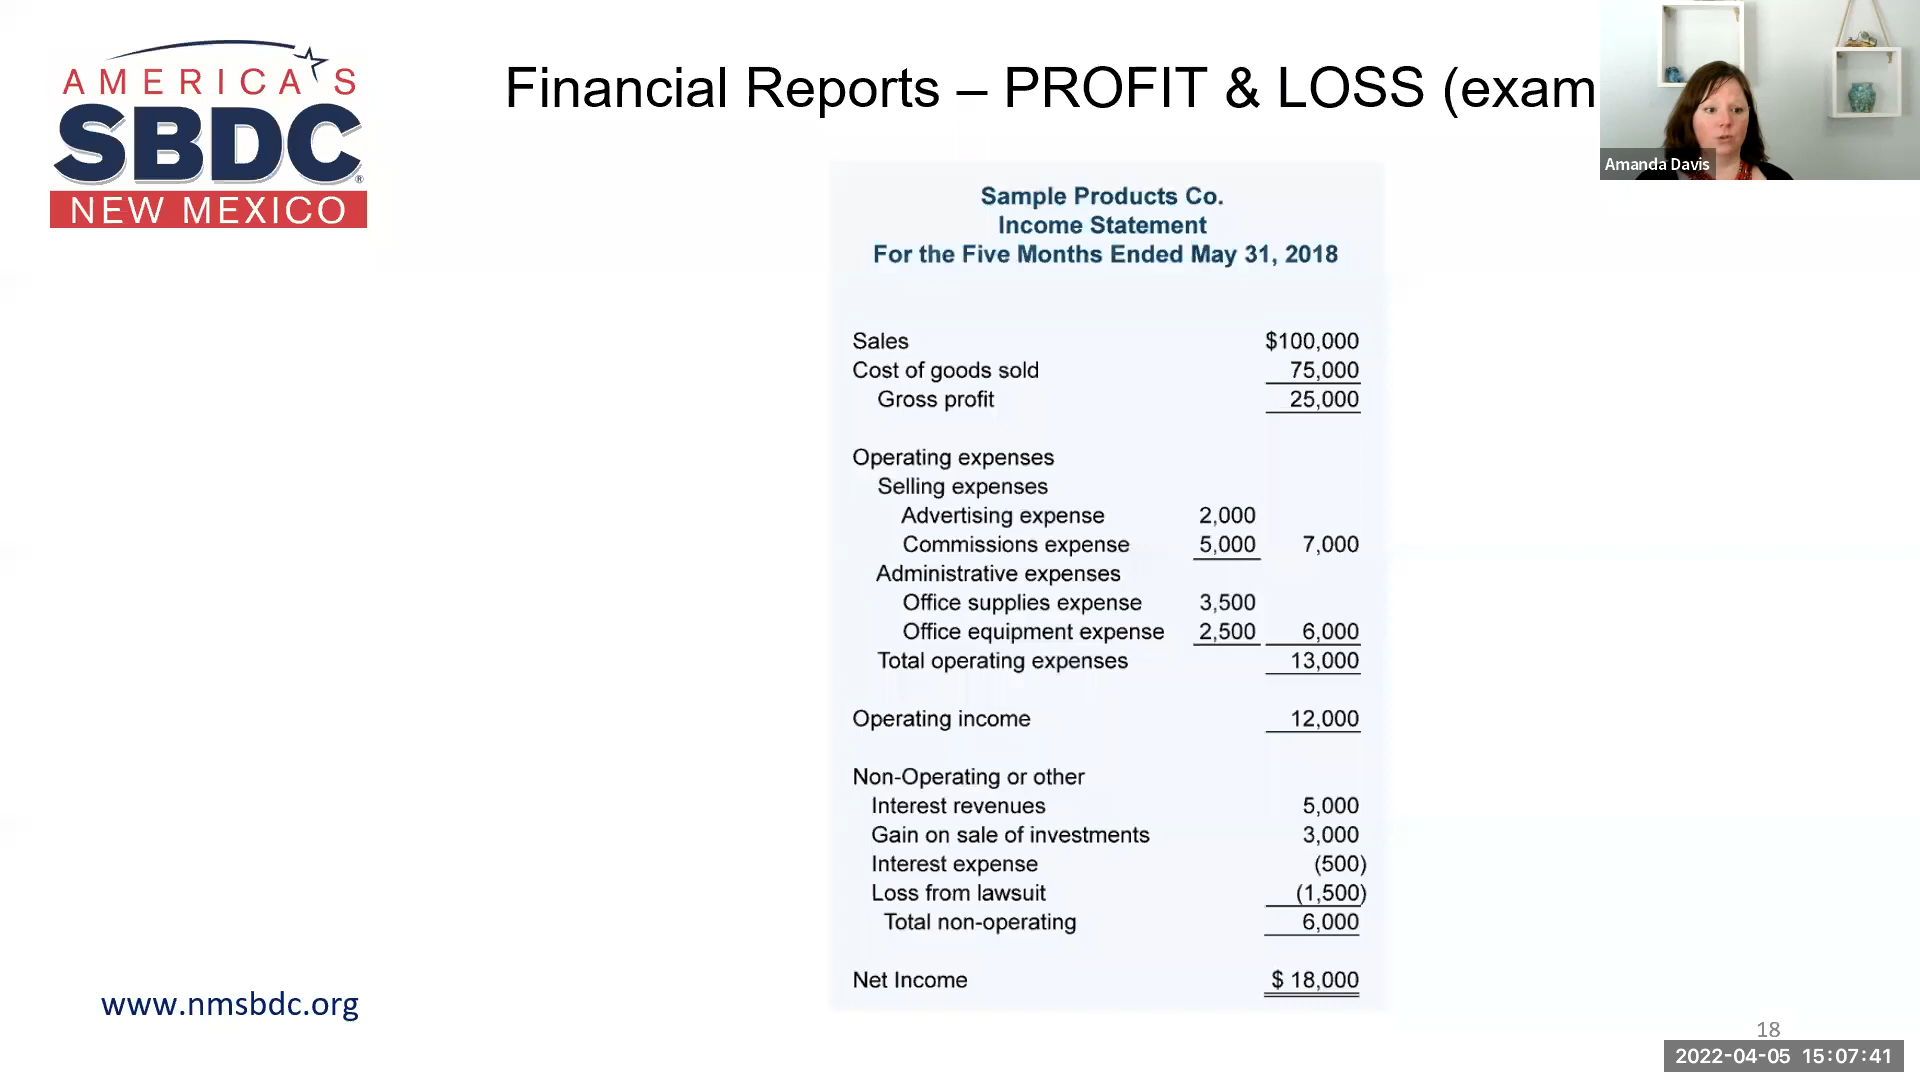 AMERICA'S
SBDC
NEW MEXICO
Financial Reports – PROFIT & LOSS (exam
Amanda Davis
Sample Products Co.
Income Statement
For the Five Months Ended May 31, 2018
Sales $100,000
Cost of goods sold 75,000
Gross profit 25,000
Operating expenses
Selling expenses
Advertising expense 2,000
Commissions expense 5,000 7,000
Administrative expenses
Office supplies expense 3,500
Office equipment expense 2,500 6,000
Total operating expenses 13,000
Operating income 12,000
Non-Operating or other
Interest revenues 5,000
Gain on sale of investments 3,000
Interest expense (500)
Loss from lawsuit (1,500)
Total non-operating 6,000
Net Income $ 18,000
www.nmsbdc.org
18
2022-04-05 15:07:41